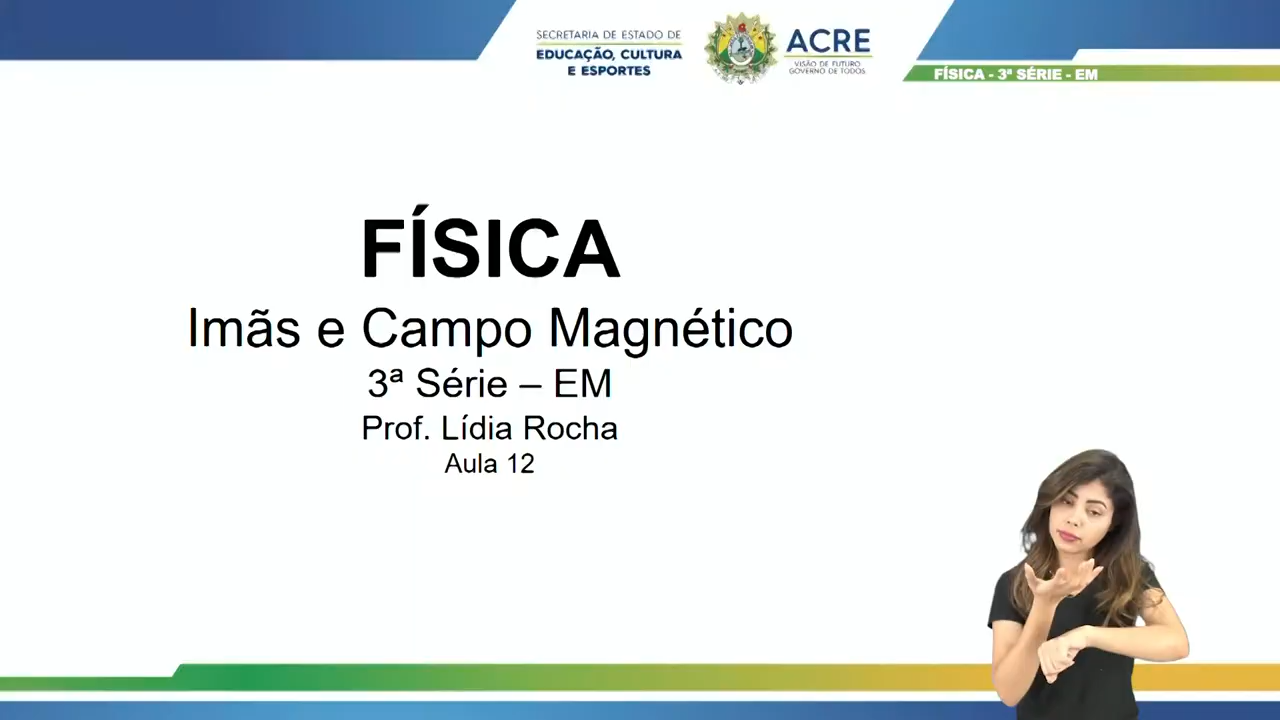 SECRETARIA DE ESTADO DE
EDUCAÇÃO, CULTURA
E ESPORTES
ACRE
VISÃO DE FUTURO
GOVERNO DE TODOS
FÍSICA - 3ª SÉRIE - EM
FÍSICA
Imãs e Campo Magnético
3ª Série – EM
Prof. Lídia Rocha
Aula 12